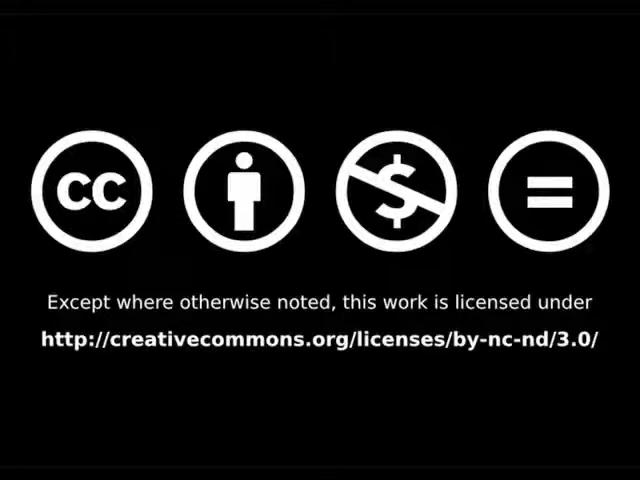 cc
$
=
Except where otherwise noted, this work is licensed under
http://creativecommons.org/licenses/by-nc-nd/3.0/